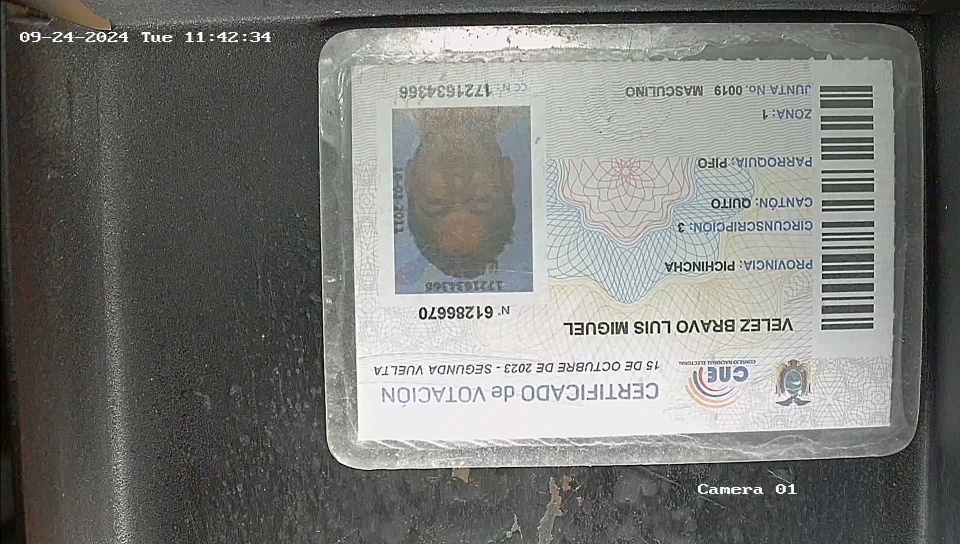 09-24-2024 Tue 11:42:34
CNE
CONSEJO NACIONAL ELECTORAL
CERTIFICADO de VOTACIÓN
15 DE OCTUBRE DE 2023 - SEGUNDA VUELTA
VELEZ BRAVO LUIS MIGUEL
N° 61286670
PROVINCIA: PICHINCHA
CIRCUNSCRIPCIÓN: 3
CANTÓN: QUITO
PARROQUIA: PIFO
ZONA: 1
JUNTA No. 0019 MASCULINO
1721634366
CC N°: 1721634366
Camera 01